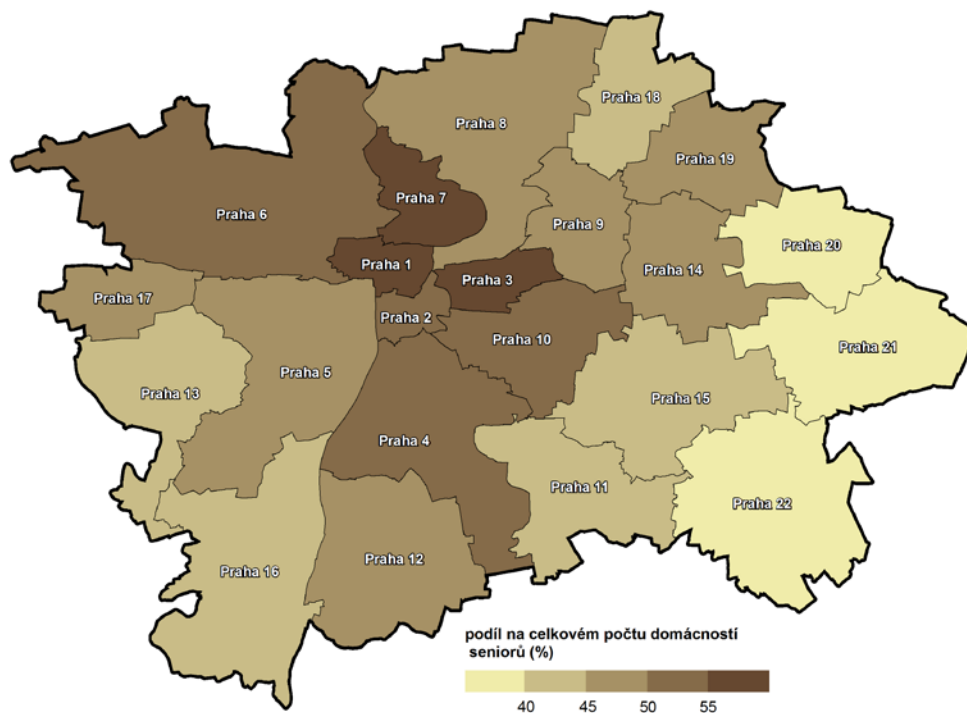 Praha 18
Praha 8
Praha 19
Praha 7
Praha 6
Praha 9
Praha 20
Praha 1
Praha 14
Praha 3
Praha 17
Praha 2
Praha 10
Praha 21
Praha 5
Praha 13
Praha 15
Praha 4
Praha 11
Praha 22
Praha 12
Praha 16
podíl na celkovém počtu domácností
seniorů (%)
40 45 50 55